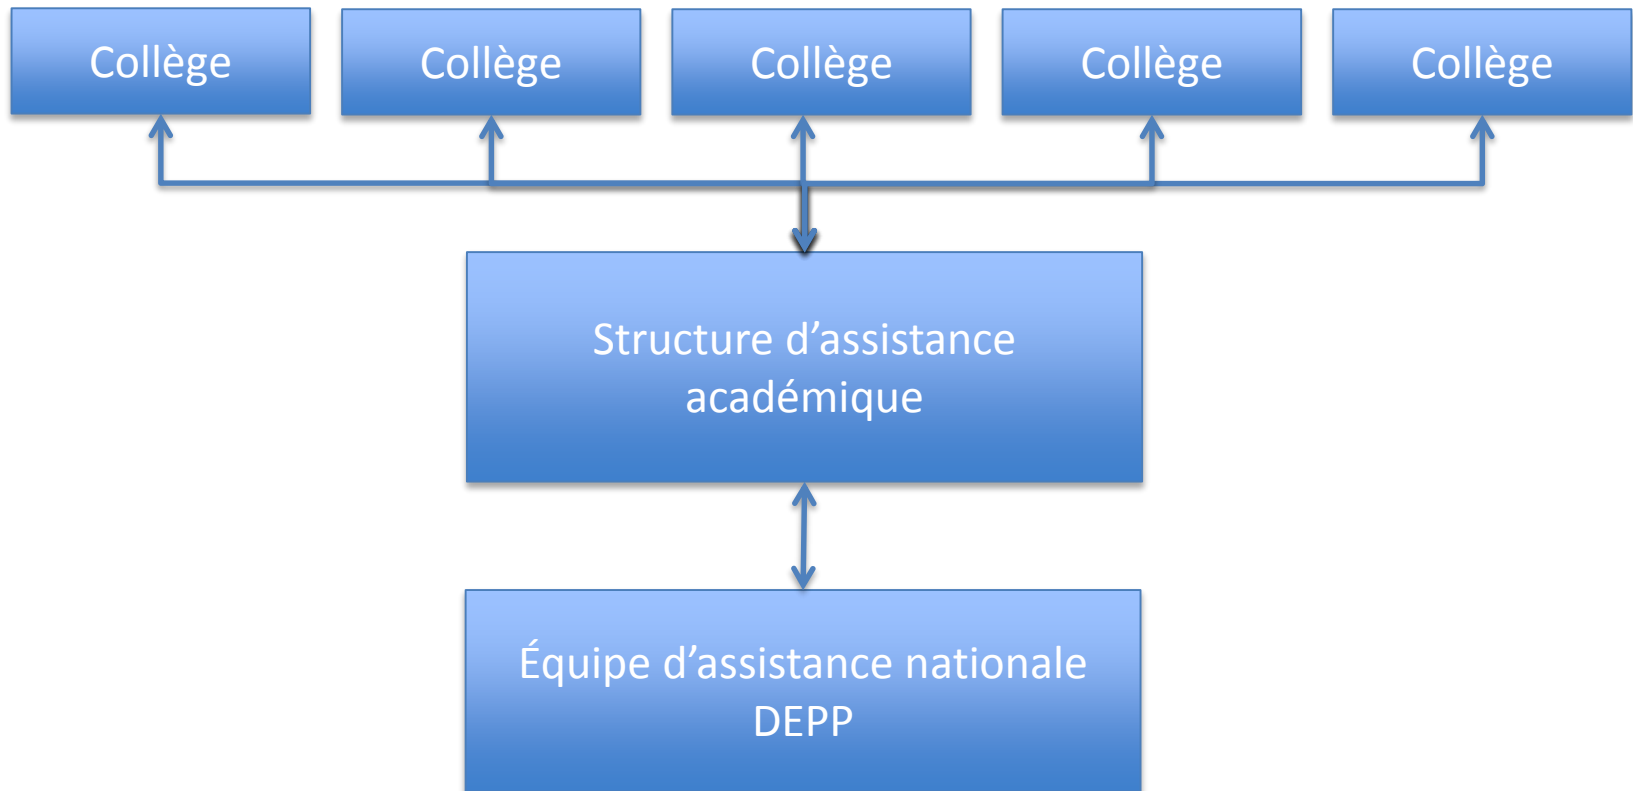 Collège
Collège
Collège
Collège
Collège
Structure d’assistance
académique
Équipe d’assistance nationale
DEPP